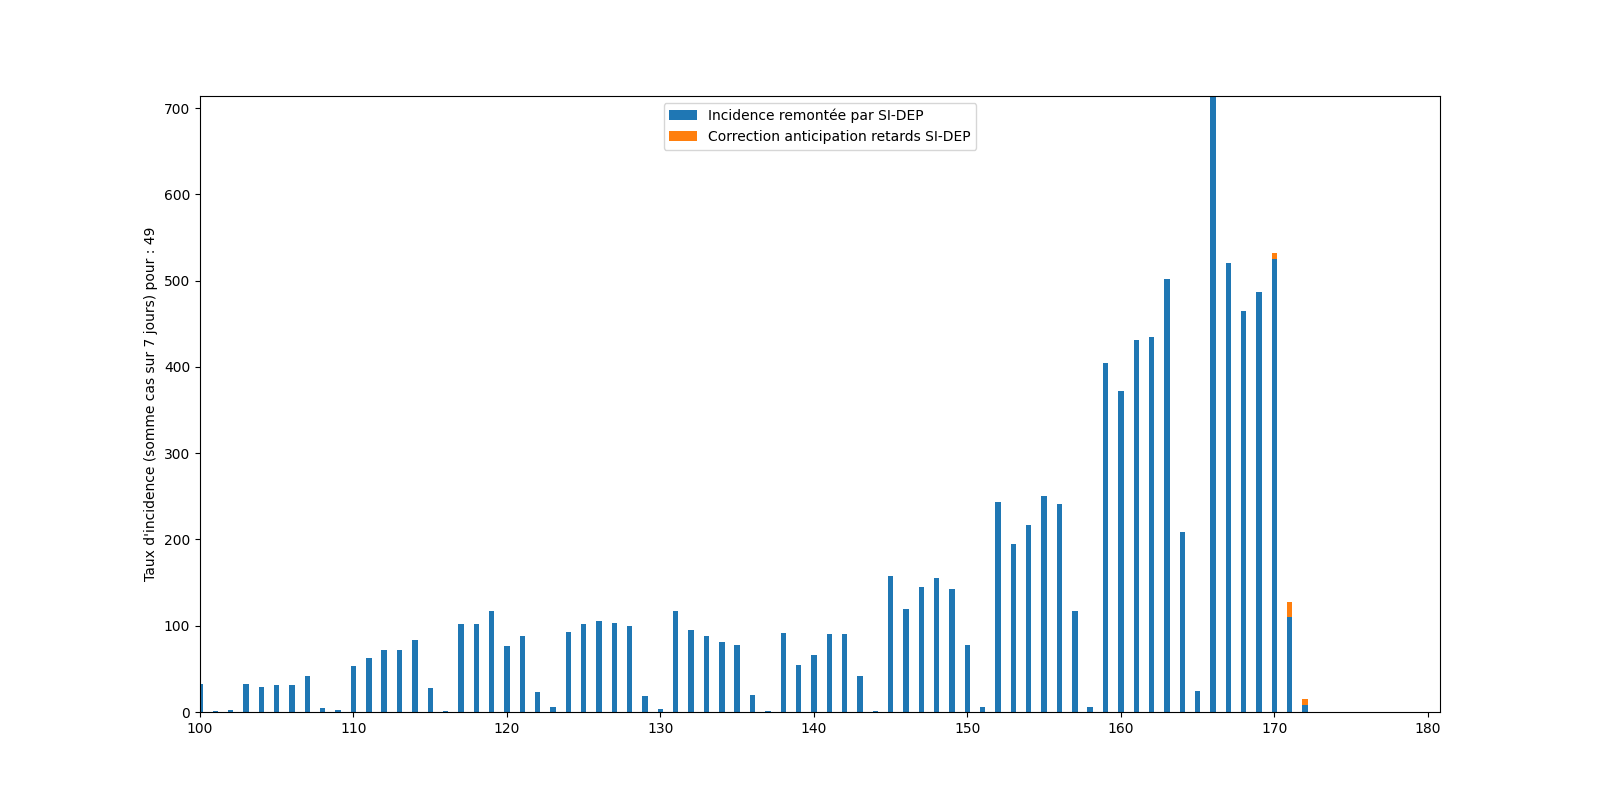 Incidence remontée par SI-DEP
Correction anticipation retards SI-DEP
Taux d'incidence (somme cas sur 7 jours) pour : 49
700
600
500
400
300
200
100
0
100 110 120 130 140 150 160 170 180